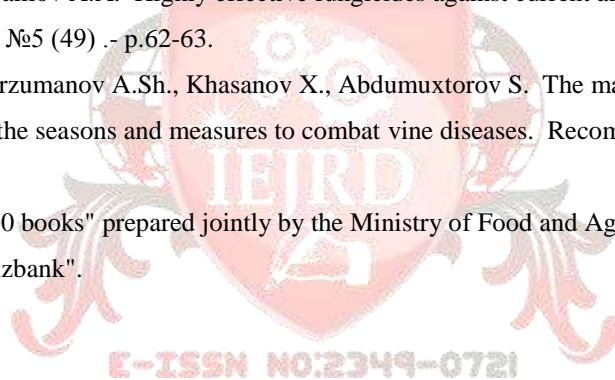 Highly effective fungicides against current an
№5 (49) .- p.62-63.
rzumanov A.Sh., Khasanov X., Abdumuxtorov S. The ma
the seasons and measures to combat vine diseases. Recom
IEJRD
0 books" prepared jointly by the Ministry of Food and Ag
zbank".
E-ISSN NO:2349-0721